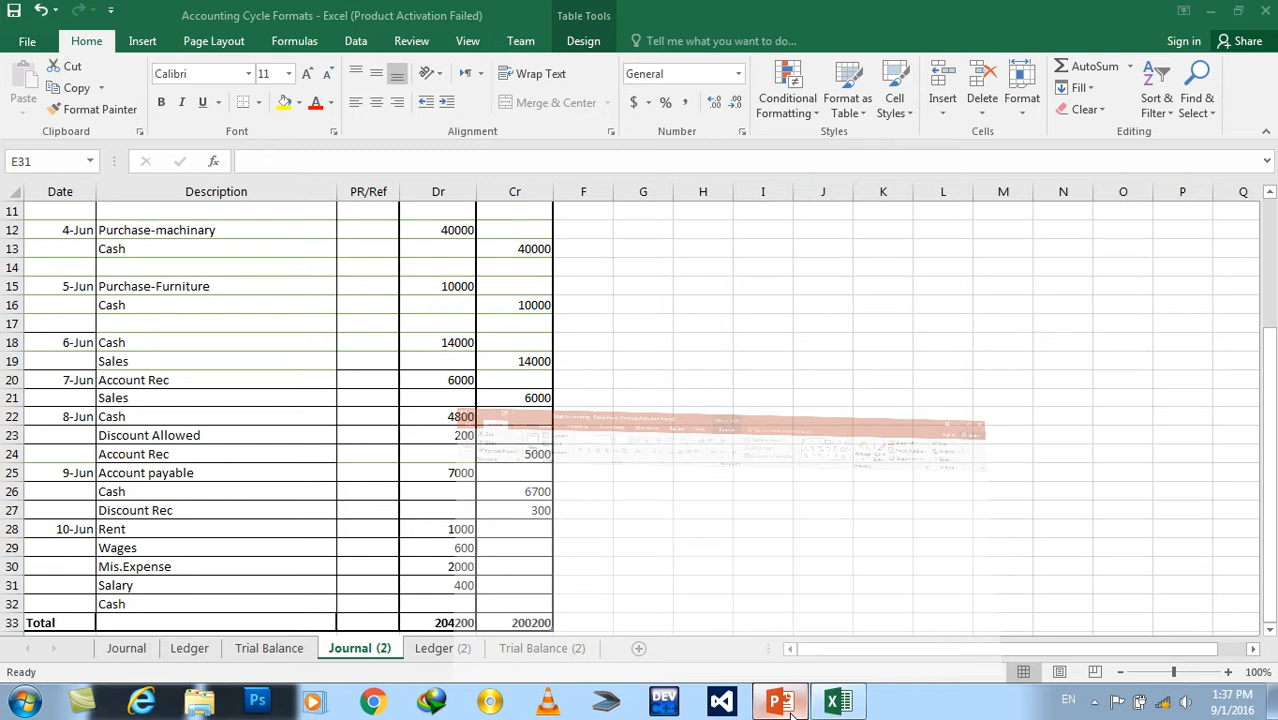 Accounting Cycle Formats - Excel (Product Activation Failed)
Table Tools
File Home Insert Page Layout Formulas Data Review View Team Design Tell me what you want to do... Sign in Share
Cut
Copy
Format Painter
Paste
Clipboard
Calibri 11
B I U
Font
Wrap Text
Merge & Center
Alignment
General
$ % ,
Number
Conditional Formatting
Format as Table
Cell Styles
Styles
Insert Delete Format
Cells
AutoSum
Fill
Clear
Sort & Filter
Find & Select
Editing
E31 fx
Date Description PR/Ref Dr Cr F G H I J K L M N O P Q
11
12 4-Jun Purchase-machinary 40000
13 Cash 40000
14
15 5-Jun Purchase-Furniture 10000
16 Cash 10000
17
18 6-Jun Cash 14000
19 Sales 14000
20 7-Jun Account Rec 6000
21 Sales 6000
22 8-Jun Cash 4800
23 Discount Allowed 200
24 Account Rec 5000
25 9-Jun Account payable 7000
26 Cash 6700
27 Discount Rec 300
28 10-Jun Rent 1000
29 Wages 600
30 Mis.Expense 2000
31 Salary 400
32 Cash
33 Total 204200 200200
Journal Ledger Trial Balance Journal (2) Ledger (2) Trial Balance (2)
Ready 100%
Ps DEV P X EN 1:37 PM
9/1/2016